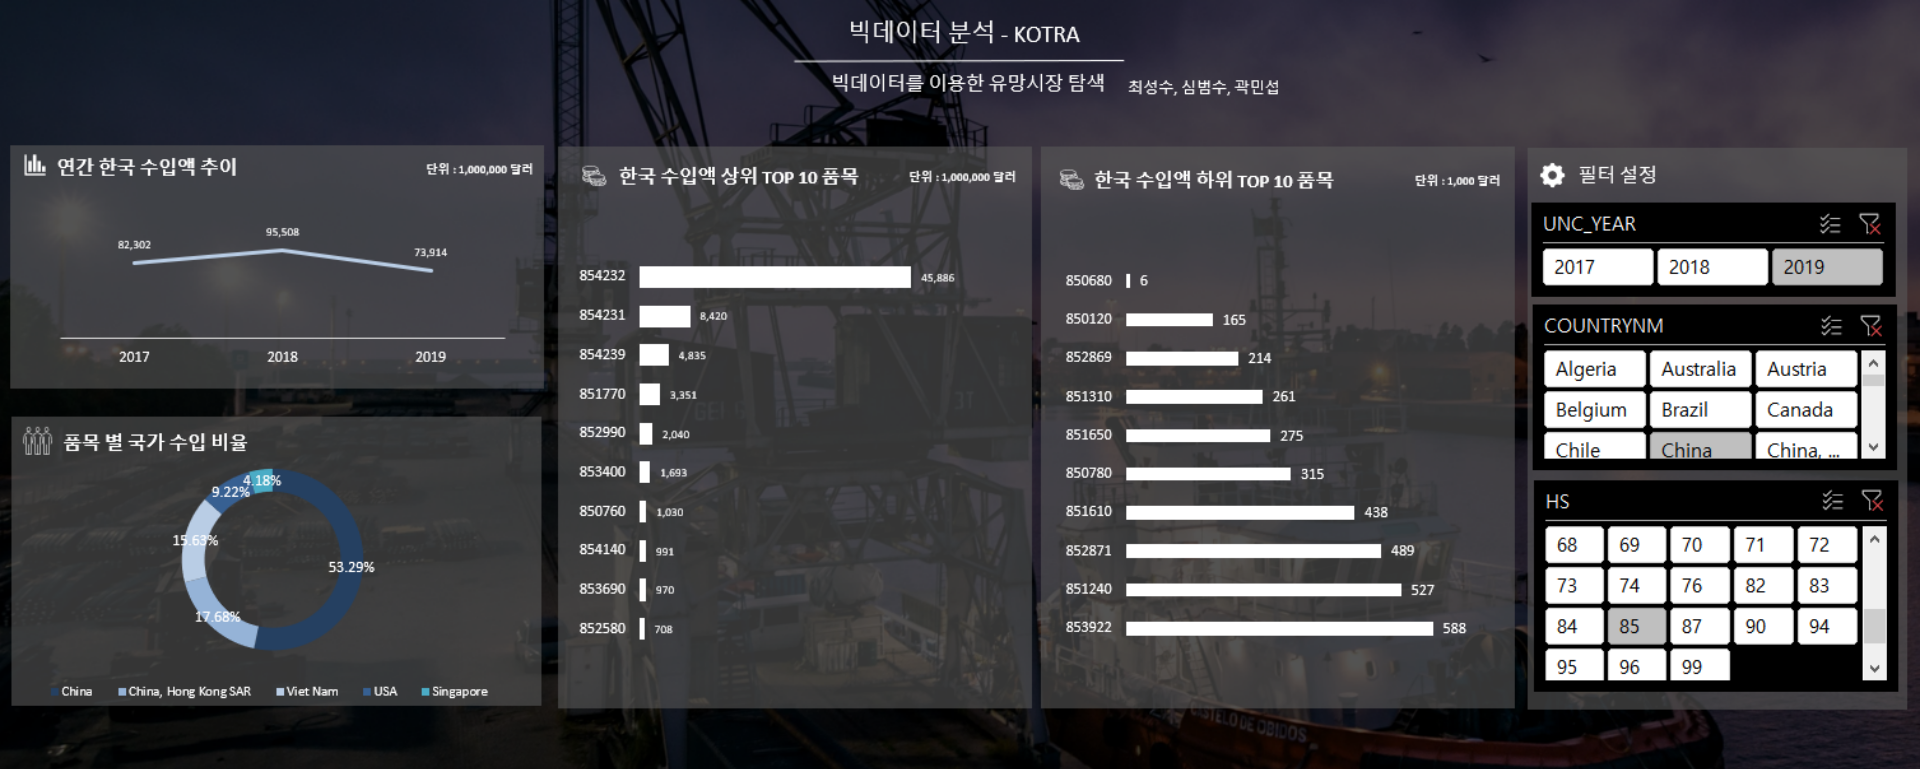 빅데이터 분석 - KOTRA
빅데이터를 이용한 유망시장 탐색
최성수, 심범수, 곽민섭
연간 한국 수입액 추이
단위 : 1,000,000 달러
82,302
95,508
73,914
2017
2018
2019
품목 별 국가 수입 비율
4.18%
9.22%
15.63%
53.29%
17.68%
China
China, Hong Kong SAR
Viet Nam
USA
Singapore
한국 수입액 상위 TOP 10 품목
단위 : 1,000,000 달러
854232 45,886
854231 8,420
854239 4,835
851770 3,351
852990 2,040
853400 1,693
850760 1,030
854140 991
853690 970
852580 708
한국 수입액 하위 TOP 10 품목
단위 : 1,000 달러
850680 6
850120 165
852869 214
851310 261
851650 275
850780 315
851610 438
852871 489
851240 527
853922 588
필터 설정
UNC_YEAR
2017 2018 2019
COUNTRYNM
Algeria Australia Austria
Belgium Brazil Canada
Chile China China, ...
HS
68 69 70 71 72
73 74 76 82 83
84 85 87 90 94
95 96 99
CASTELO DE OBIDOS